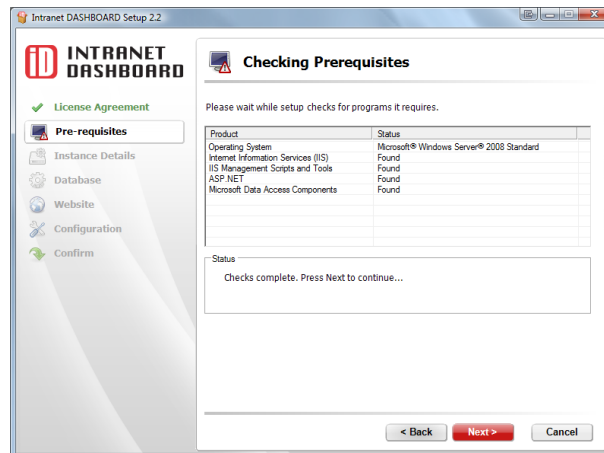 Intranet DASHBOARD Setup 2.2
iD INTRANET
DASHBOARD
License Agreement
Pre-requisites
Instance Details
Database
Website
Configuration
Confirm
Checking Prerequisites
Please wait while setup checks for programs it requires.
Product Status
Operating System Microsoft® Windows Server® 2008 Standard
Internet Information Services (IIS) Found
IIS Management Scripts and Tools Found
ASP.NET Found
Microsoft Data Access Components Found
Status
Checks complete. Press Next to continue...
< Back Next > Cancel